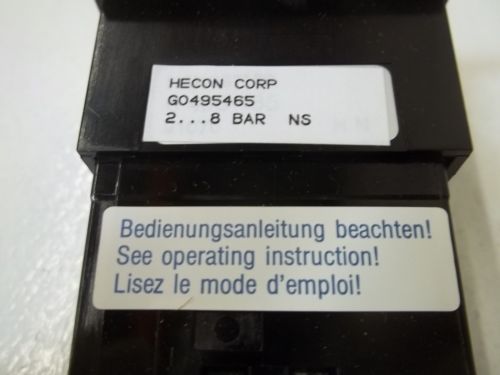 HECON CORP
G0495465
2...8 BAR NS
Bedienungsanleitung beachten!
See operating instruction!
Lisez le mode d'emploi!